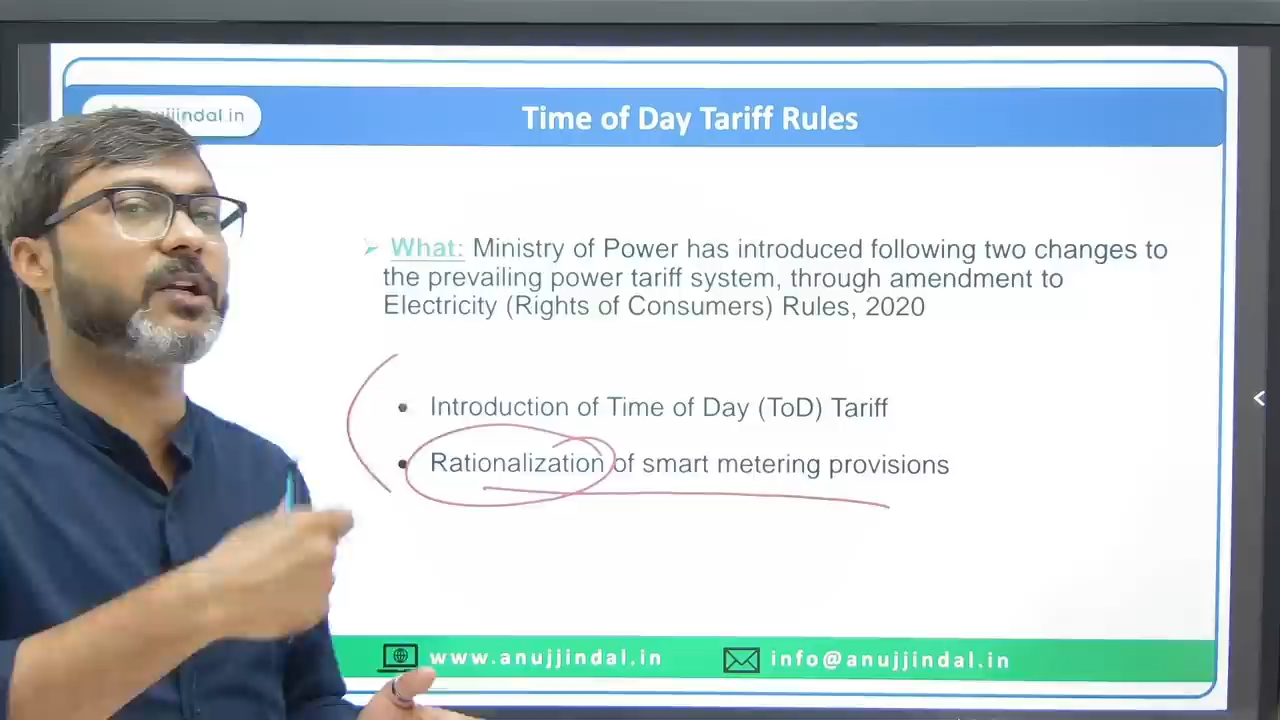 jjindal.in
Time of Day Tariff Rules
What: Ministry of Power has introduced following two changes to
the prevailing power tariff system, through amendment to
Electricity (Rights of Consumers) Rules, 2020
Introduction of Time of Day (ToD) Tariff
Rationalization of smart metering provisions
www.anujjindal.in info@anujjindal.in